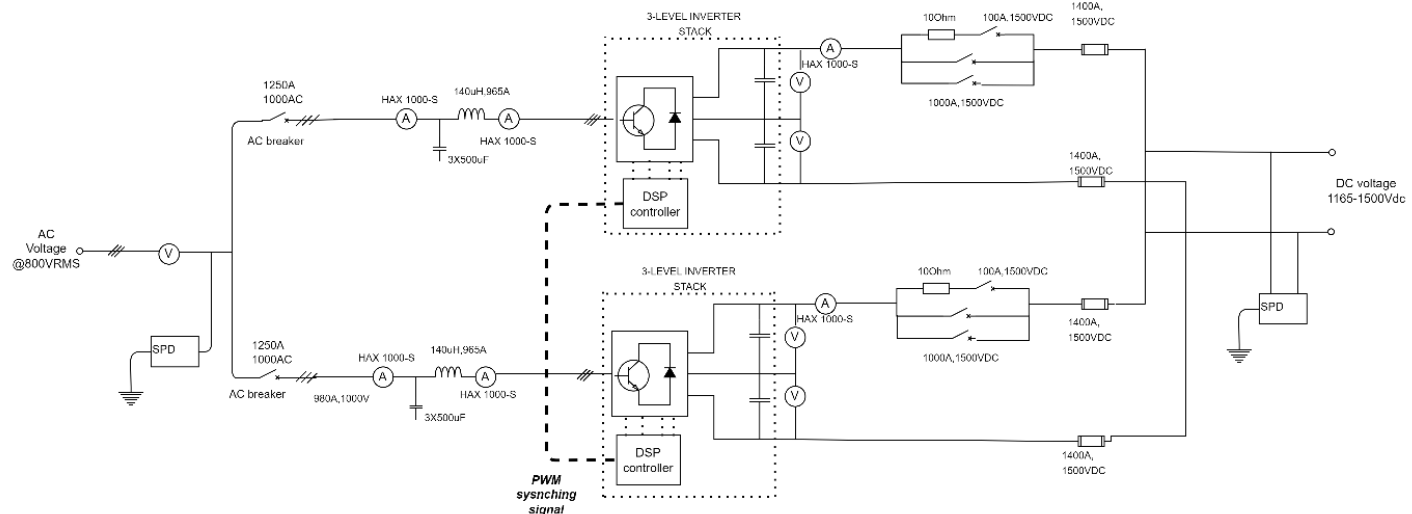 1400A,
1500VDC
3-LEVEL INVERTER
STACK
10Ohm
100A.1500VDC
A
HAX 1000-S
1250A
1000AC
HAX 1000-S
140uH,965A
V
1000A,1500VDC
A
A
AC breaker
HAX 1000-S
V
3X500uF
1400A,
1500VDC
DC voltage
1165-1500Vdc
DSP
controller
AC
Voltage
@800VRMS
V
3-LEVEL INVERTER
STACK
10Ohm
100A,1500VDC
A
HAX 1000-S
SPD
1400A,
1500VDC
SPD
1250A
1000AC
HAX 1000-S
140uH,965A
V
1000A,1500VDC
A
A
AC breaker
980A,1000V
HAX 1000-S
V
3X500uF
DSP
controller
1400A,
1500VDC
PWM
sysnching
signal